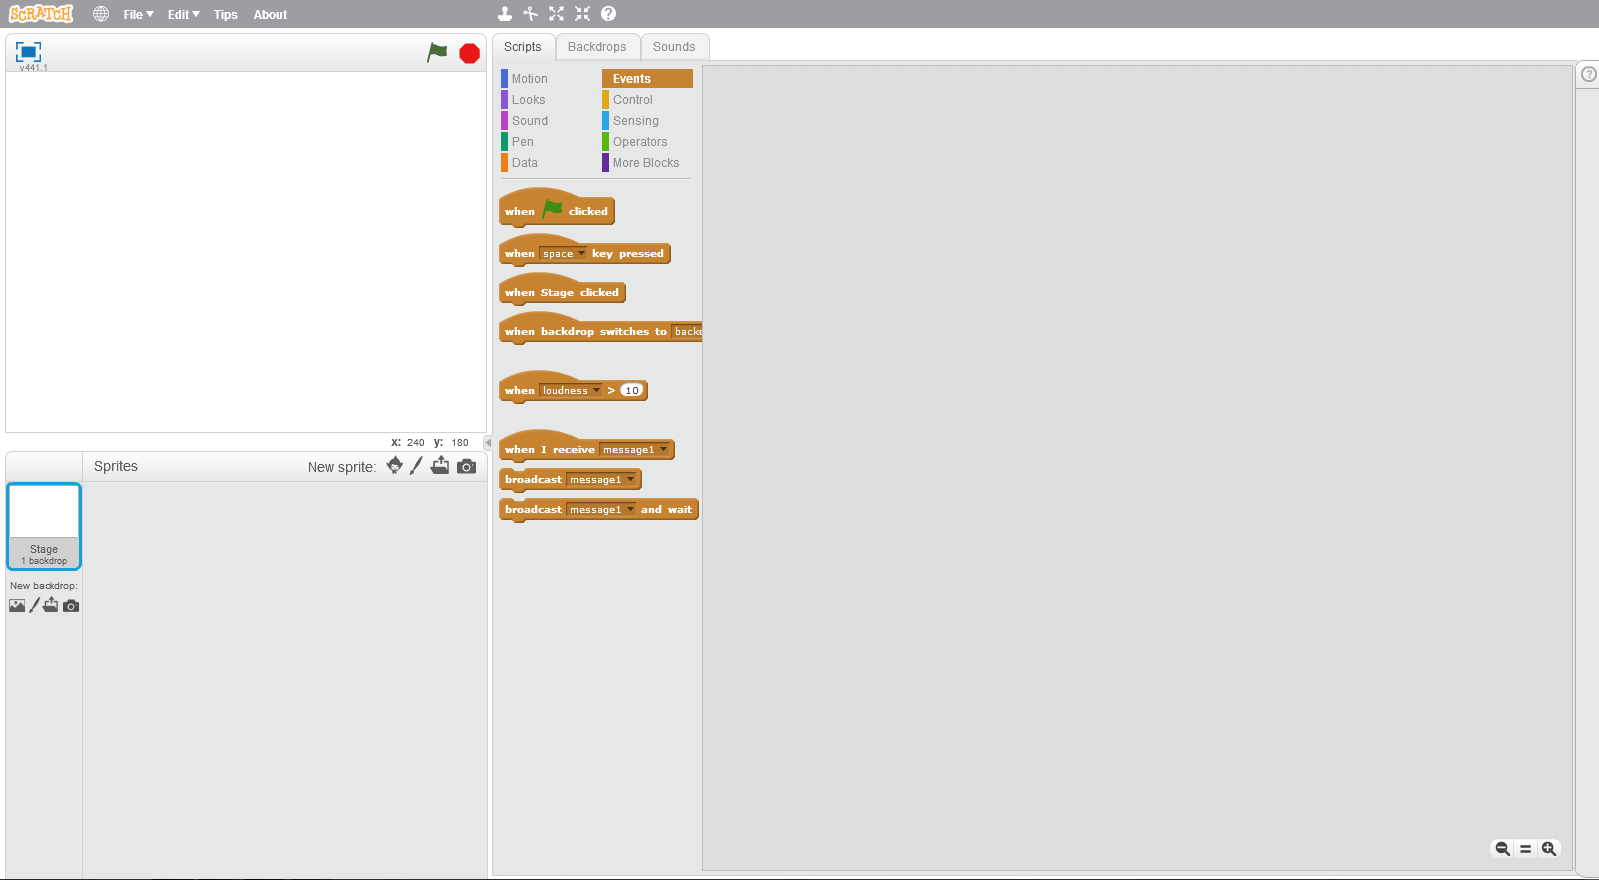 SCRATCH File Edit Tips About
v441.1
Scripts Backdrops Sounds
Motion Events
Looks Control
Sound Sensing
Pen Operators
Data More Blocks
when clicked
when space key pressed
when Stage clicked
when backdrop switches to
when loudness > 10
when I receive message1
broadcast message1
broadcast message1 and wait
x: 240 y: 180
Sprites New sprite:
Stage
1 backdrop
New backdrop: